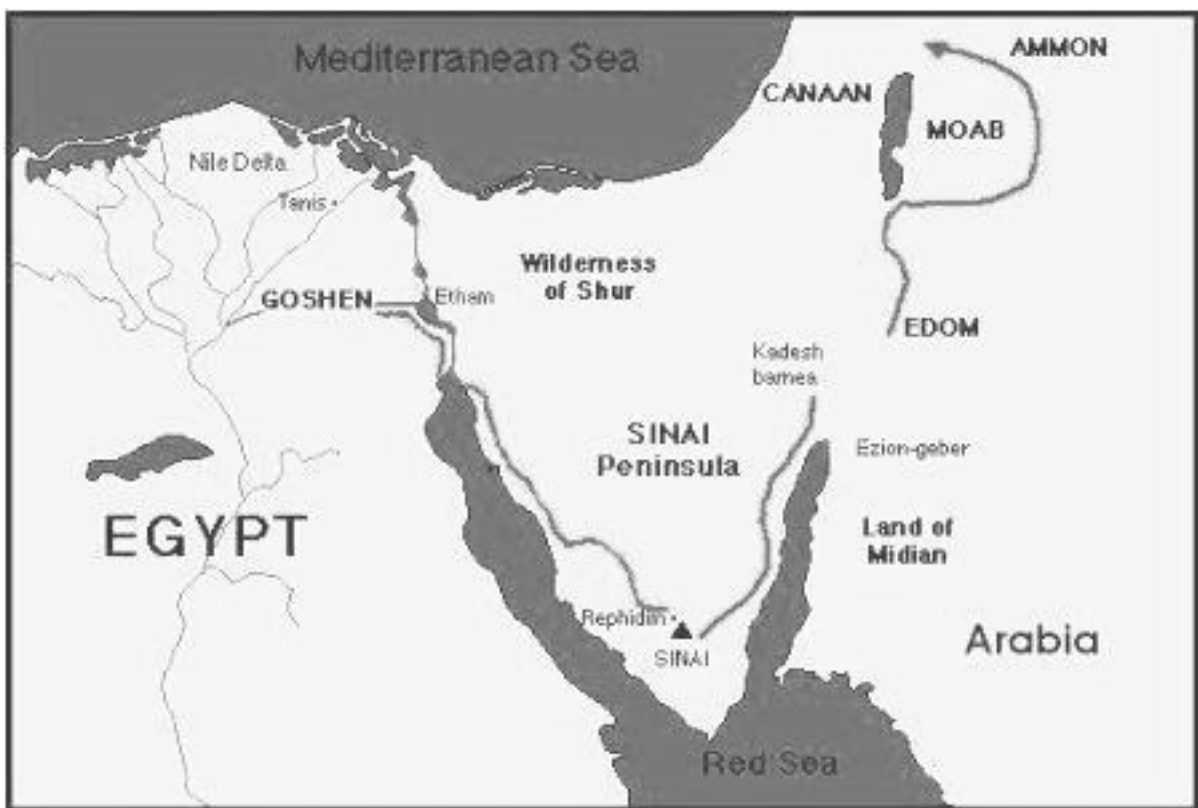 Mediterranean Sea
AMMON
CANAAN
MOAB
Nile Delta
Tanis
Wilderness
of Shur
GOSHEN
Etham
EDOM
Kadesh
barnea
SINAI
Peninsula
Ezion-geber
EGYPT
Land of
Midian
Rephidim
SINAI
Arabia
Red Sea